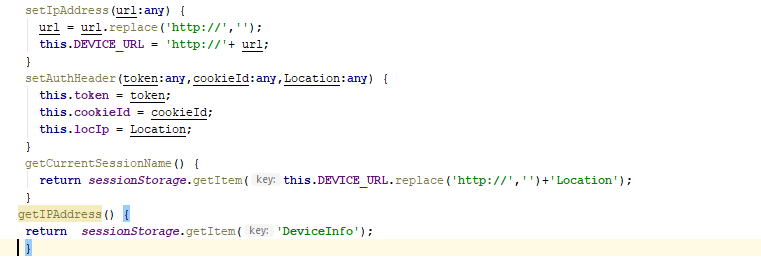 setIpAddress(url:any) {
url = url.replace('http://','');
this.DEVICE_URL = 'http://'+ url;
}
setAuthHeader(token:any,cookieId:any,Location:any) {
this.token = token;
this.cookieId = cookieId;
this.locIp = Location;
}
getCurrentSessionName() {
return sessionStorage.getItem( key: this.DEVICE_URL.replace('http://','')+'Location');
}
getIPAddress() {
return sessionStorage.getItem( key: 'DeviceInfo');
}